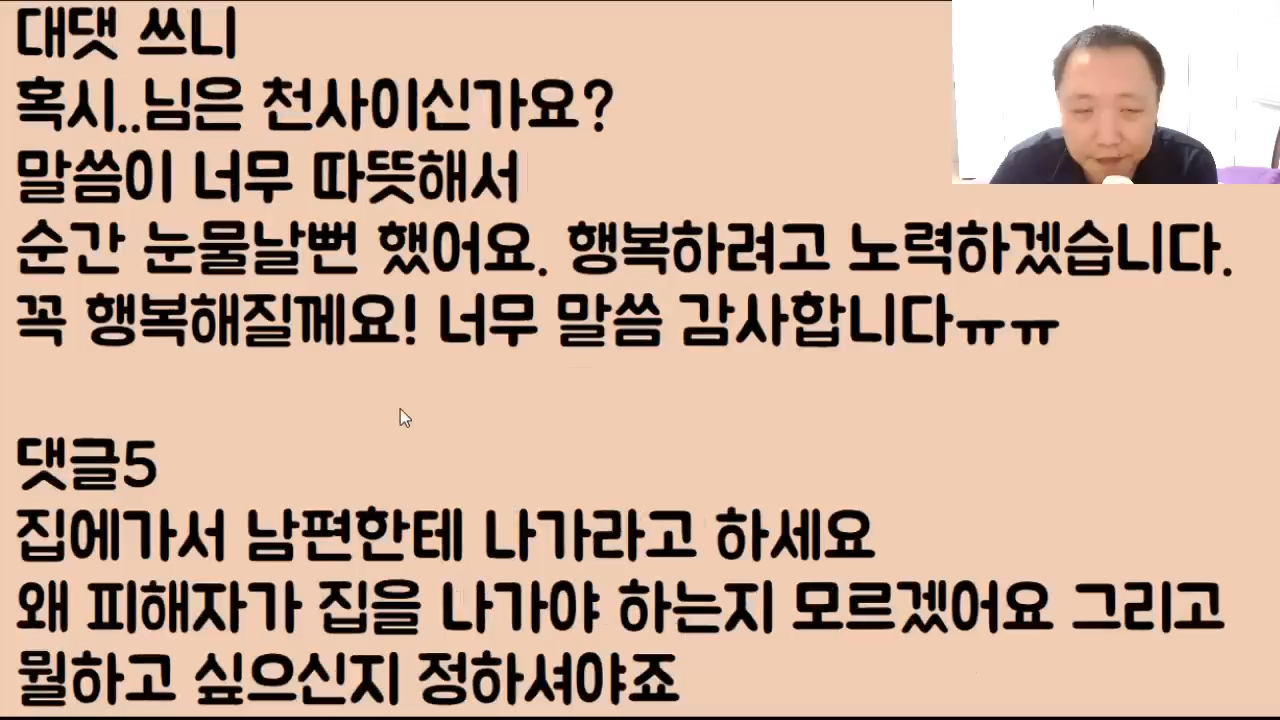 대댓 쓰니
혹시..님은 천사이신가요?
말씀이 너무 따뜻해서
순간 눈물날뻔 했어요. 행복하려고 노력하겠습니다.
꼭 행복해질께요! 너무 말씀 감사합니다ㅠㅠ
댓글5
집에가서 남편한테 나가라고 하세요
왜 피해자가 집을 나가야 하는지 모르겠어요 그리고
뭘하고 싶으신지 정하셔야죠